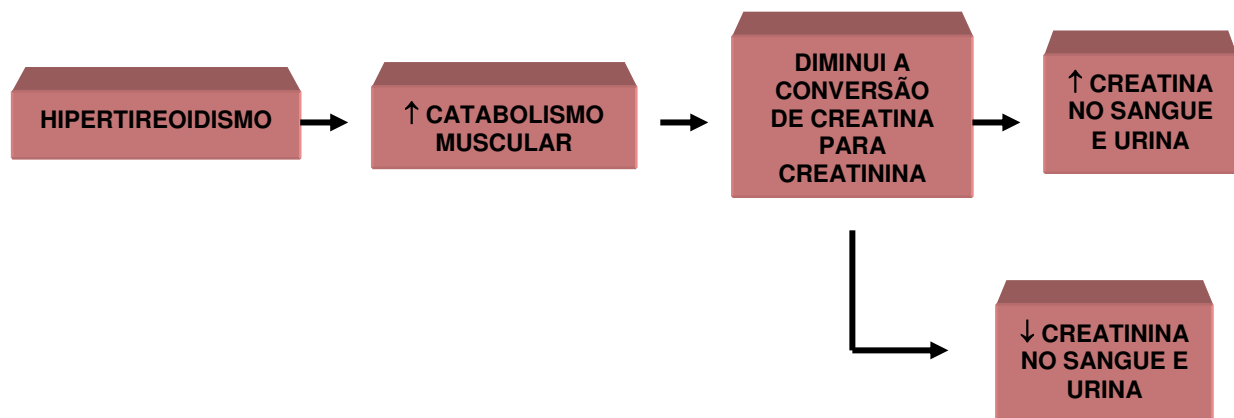 HIPERTIREOIDISMO
↑ CATABOLISMO
MUSCULAR
DIMINUI A
CONVERSÃO
DE CREATINA
PARA
CREATININA
↑ CREATINA
NO SANGUE
E URINA
↓ CREATININA
NO SANGUE E
URINA